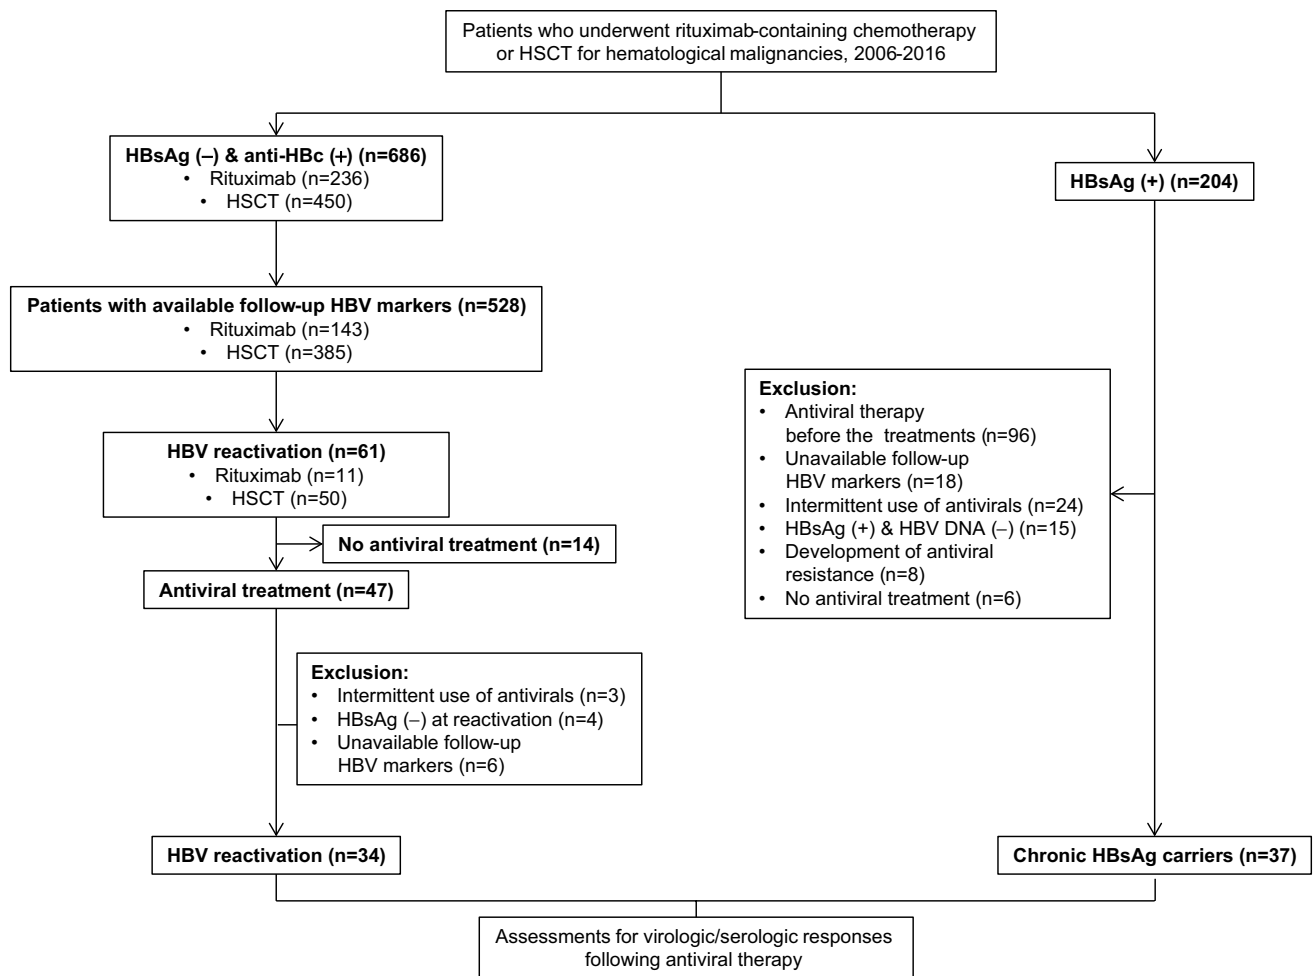 Patients who underwent rituximab-containing chemotherapy
or HSCT for hematological malignancies, 2006-2016
HBsAg (–) & anti-HBc (+) (n=686)
• Rituximab (n=236)
• HSCT (n=450)
HBsAg (+) (n=204)
Patients with available follow-up HBV markers (n=528)
• Rituximab (n=143)
• HSCT (n=385)
HBV reactivation (n=61)
• Rituximab (n=11)
• HSCT (n=50)
No antiviral treatment (n=14)
Antiviral treatment (n=47)
Exclusion:
• Antiviral therapy
before the treatments (n=96)
• Unavailable follow-up
HBV markers (n=18)
• Intermittent use of antivirals (n=24)
• HBsAg (+) & HBV DNA (–) (n=15)
• Development of antiviral
resistance (n=8)
• No antiviral treatment (n=6)
Exclusion:
• Intermittent use of antivirals (n=3)
• HBsAg (–) at reactivation (n=4)
• Unavailable follow-up
HBV markers (n=6)
HBV reactivation (n=34)
Chronic HBsAg carriers (n=37)
Assessments for virologic/serologic responses
following antiviral therapy